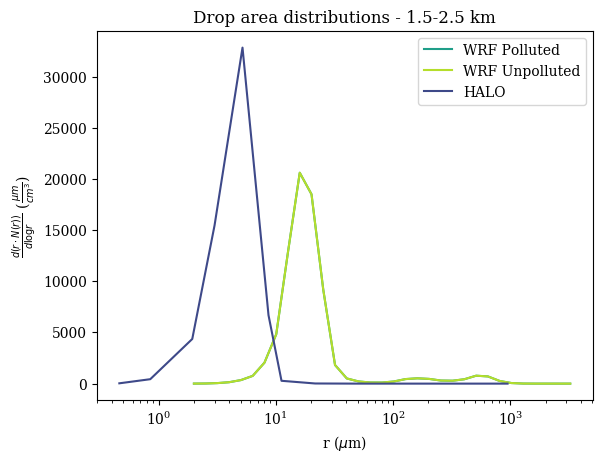 Drop area distributions - 1.5-2.5 km
WRF Polluted
WRF Unpolluted
HALO
30000
25000
20000
15000
10000
5000
0
d(r · N(r)) / dlogr (μm / cm³)
10⁰
10¹
10²
10³
r (μm)